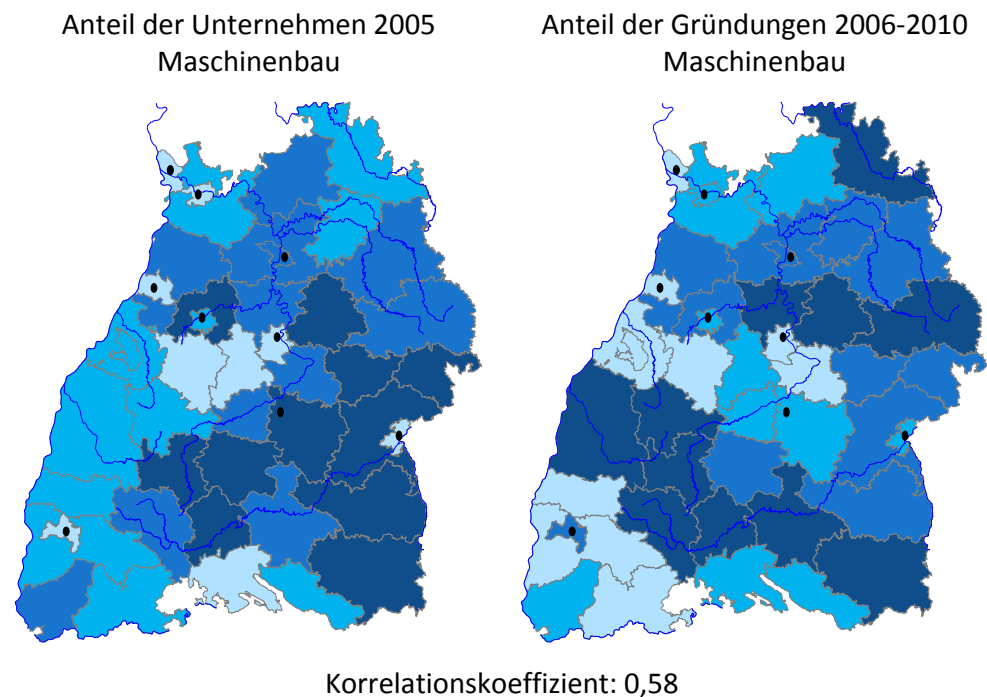 Anteil der Unternehmen 2005
Maschinenbau
Anteil der Gründungen 2006-2010
Maschinenbau
Korrelationskoeffizient: 0,58